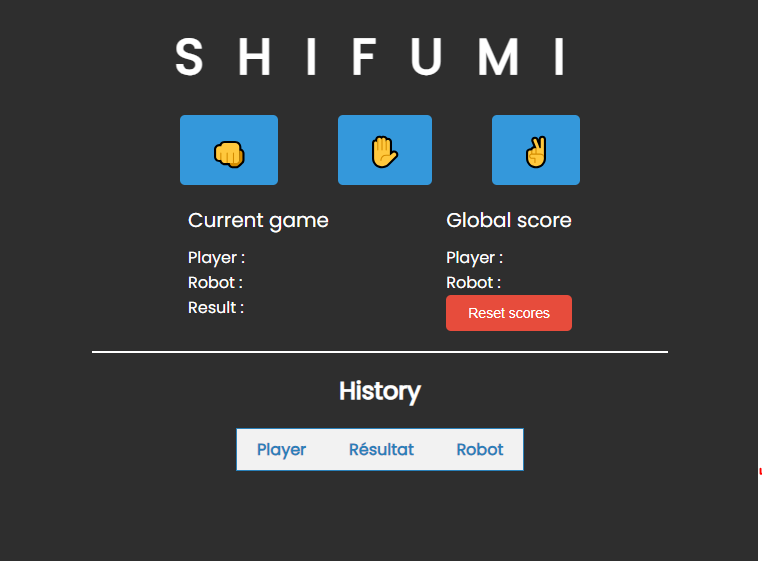 S H I F U M I
Current game
Player :
Robot :
Result :
Global score
Player :
Robot :
Reset scores
History
Player Résultat Robot